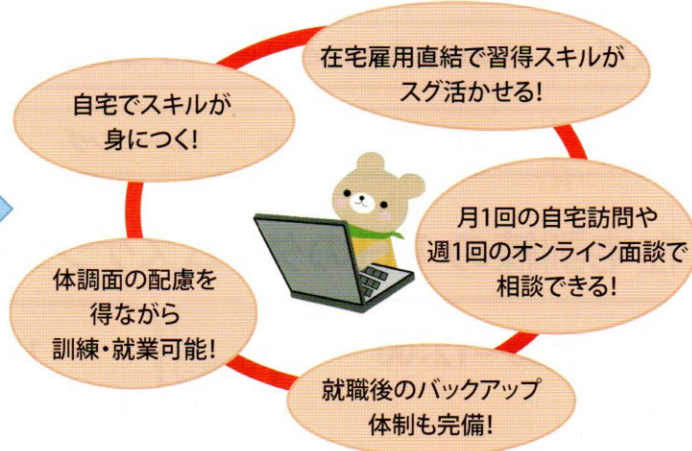 在宅雇用直結で習得スキルが
スグ活かせる!
自宅でスキルが
身につく!
月1回の自宅訪問や
週1回のオンライン面談で
相談できる!
体調面の配慮を
得ながら
訓練・就業可能!
就職後のバックアップ
体制も完備!